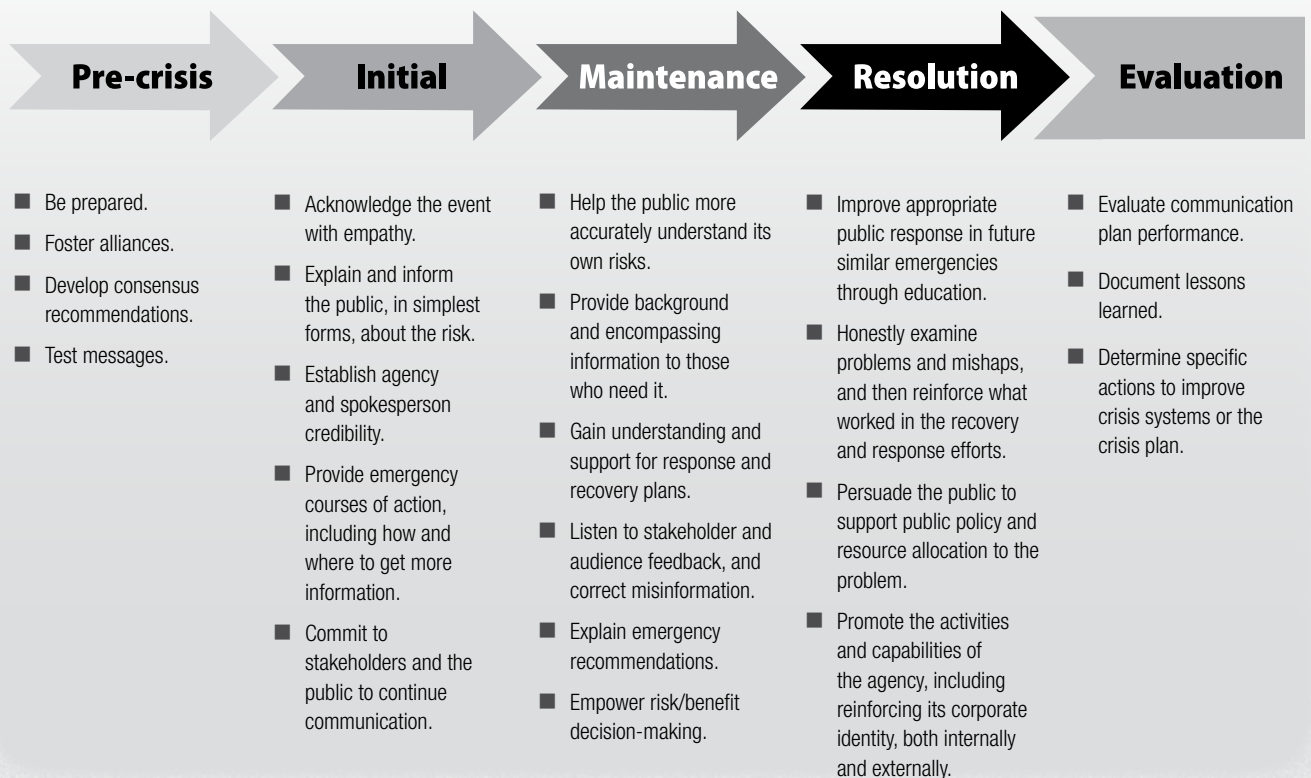 Pre-crisis
Initial
Maintenance
Resolution
Evaluation
■ Be prepared.
■ Foster alliances.
■ Develop consensus
recommendations.
■ Test messages.
■ Acknowledge the event
with empathy.
■ Explain and inform
the public, in simplest
forms, about the risk.
■ Establish agency
and spokesperson
credibility.
■ Provide emergency
courses of action,
including how and
where to get more
information.
■ Commit to
stakeholders and the
public to continue
communication.
■ Help the public more
accurately understand its
own risks.
■ Provide background
and encompassing
information to those
who need it.
■ Gain understanding and
support for response and
recovery plans.
■ Listen to stakeholder and
audience feedback, and
correct misinformation.
■ Explain emergency
recommendations.
■ Empower risk/benefit
decision-making.
■ Improve appropriate
public response in future
similar emergencies
through education.
■ Honestly examine
problems and mishaps,
and then reinforce what
worked in the recovery
and response efforts.
■ Persuade the public to
support public policy and
resource allocation to the
problem.
■ Promote the activities
and capabilities of
the agency, including
reinforcing its corporate
identity, both internally
and externally.
■ Evaluate communication
plan performance.
■ Document lessons
learned.
■ Determine specific
actions to improve
crisis systems or the
crisis plan.